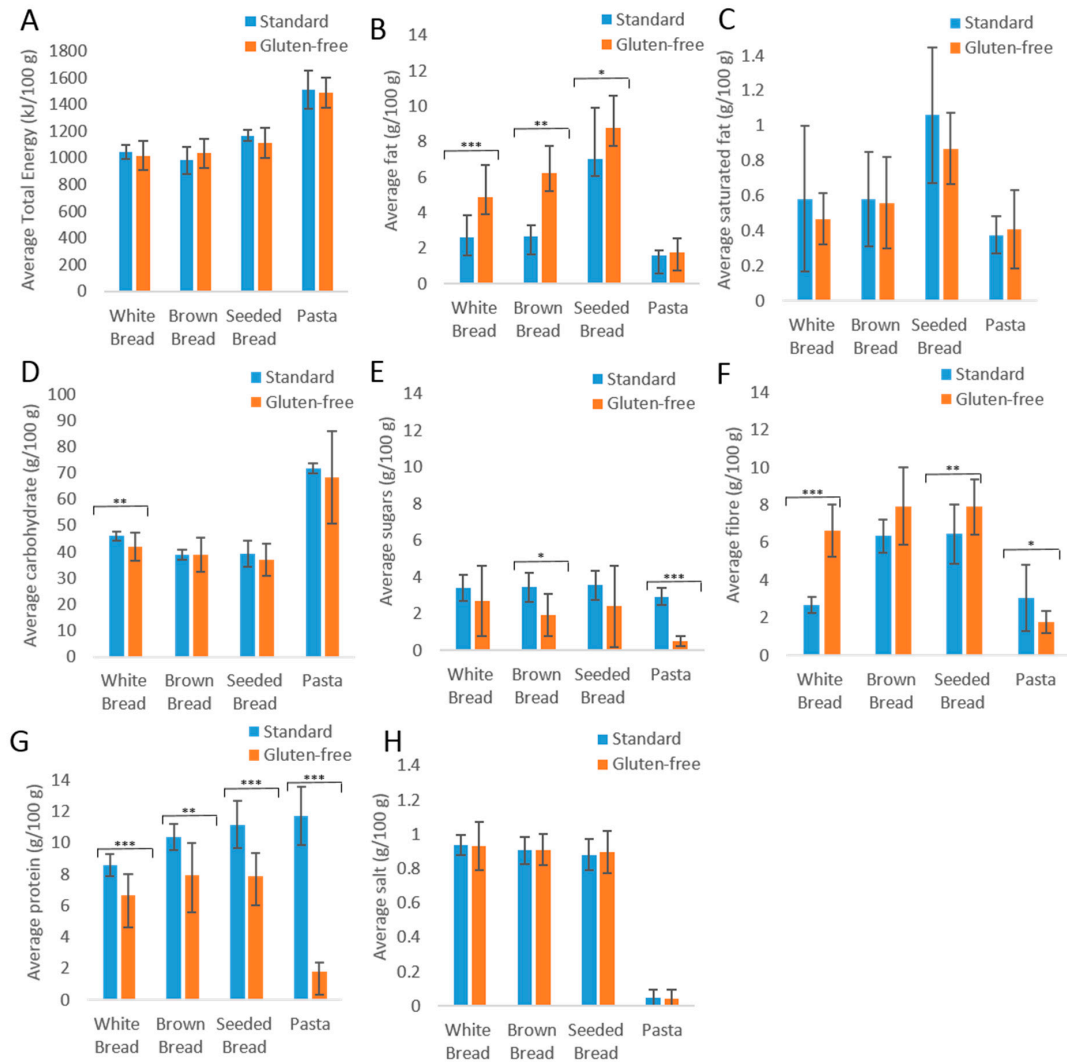 A
Standard
Gluten-free
Average Total Energy (kJ/100 g)
1800
1600
1400
1200
1000
800
600
400
200
0
White Bread
Brown Bread
Seeded Bread
Pasta
B
Standard
Gluten-free
Average fat (g/100 g)
14
12
10
8
6
4
2
0
***
**
*
White Bread
Brown Bread
Seeded Bread
Pasta
C
Standard
Gluten-free
Average saturated fat (g/100 g)
1.4
1.2
1
0.8
0.6
0.4
0.2
0
White Bread
Brown Bread
Seeded Bread
Pasta
D
Standard
Gluten-free
Average carbohydrate (g/100 g)
100
90
80
70
60
50
40
30
20
10
0
**
White Bread
Brown Bread
Seeded Bread
Pasta
E
Standard
Gluten-free
Average sugars (g/100 g)
14
12
10
8
6
4
2
0
*
***
White Bread
Brown Bread
Seeded Bread
Pasta
F
Standard
Gluten-free
Average fibre (g/100 g)
14
12
10
8
6
4
2
0
***
**
*
White Bread
Brown Bread
Seeded Bread
Pasta
G
Standard
Gluten-free
Average protein (g/100 g)
14
12
10
8
6
4
2
0
***
**
***
***
White Bread
Brown Bread
Seeded Bread
Pasta
H
Standard
Gluten-free
Average salt (g/100 g)
1.4
1.2
1
0.8
0.6
0.4
0.2
0
White Bread
Brown Bread
Seeded Bread
Pasta